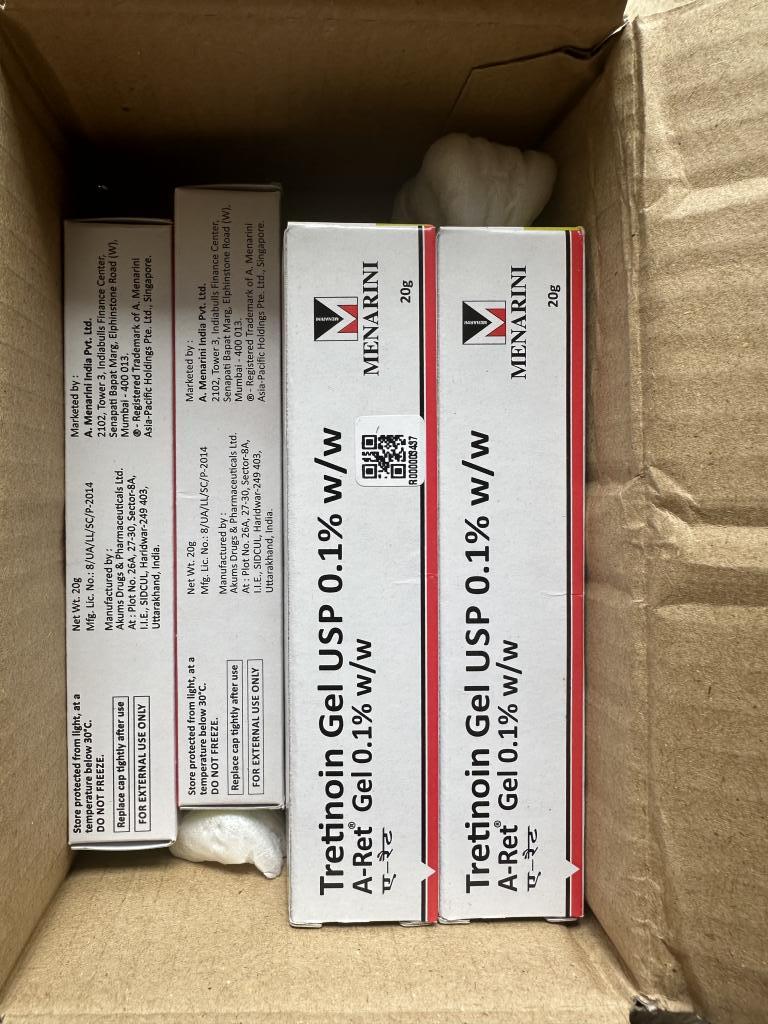 Store protected from light, at a
temperature below 30°C.
DO NOT FREEZE.
Replace cap tightly after use
FOR EXTERNAL USE ONLY
Net Wt. 20g
Mfg. Lic. No.: 8/UA/LL/SC/P-2014
Manufactured by :
Akums Drugs & Pharmaceuticals Ltd.
At : Plot No. 26A, 27-30, Sector-8A,
I.I.E., SIDCUL, Haridwar-249 403,
Uttarakhand, India.
Marketed by :
A. Menarini India Pvt. Ltd.
2102, Tower 3, Indiabulls Finance Center,
Senapati Bapat Marg, Elphinstone Road (W),
Mumbai - 400 013.
® - Registered Trademark of A. Menarini
Asia-Pacific Holdings Pte. Ltd., Singapore.
Store protected from light, at a
temperature below 30°C.
DO NOT FREEZE.
Replace cap tightly after use
FOR EXTERNAL USE ONLY
Net Wt. 20g
Mfg. Lic. No.: 8/UA/LL/SC/P-2014
Manufactured by :
Akums Drugs & Pharmaceuticals Ltd.
At : Plot No. 26A, 27-30, Sector-8A,
I.I.E., SIDCUL, Haridwar-249 403,
Uttarakhand, India.
Marketed by :
A. Menarini India Pvt. Ltd.
2102, Tower 3, Indiabulls Finance Center,
Senapati Bapat Marg, Elphinstone Road (W),
Mumbai - 400 013.
® - Registered Trademark of A. Menarini
Asia-Pacific Holdings Pte. Ltd., Singapore.
Tretinoin Gel USP 0.1% w/w
A-Ret® Gel 0.1% w/w
ए-रैट
R000003437
MENARINI
MENARINI
20g
Tretinoin Gel USP 0.1% w/w
A-Ret® Gel 0.1% w/w
ए-रैट
MENARINI
MENARINI
20g